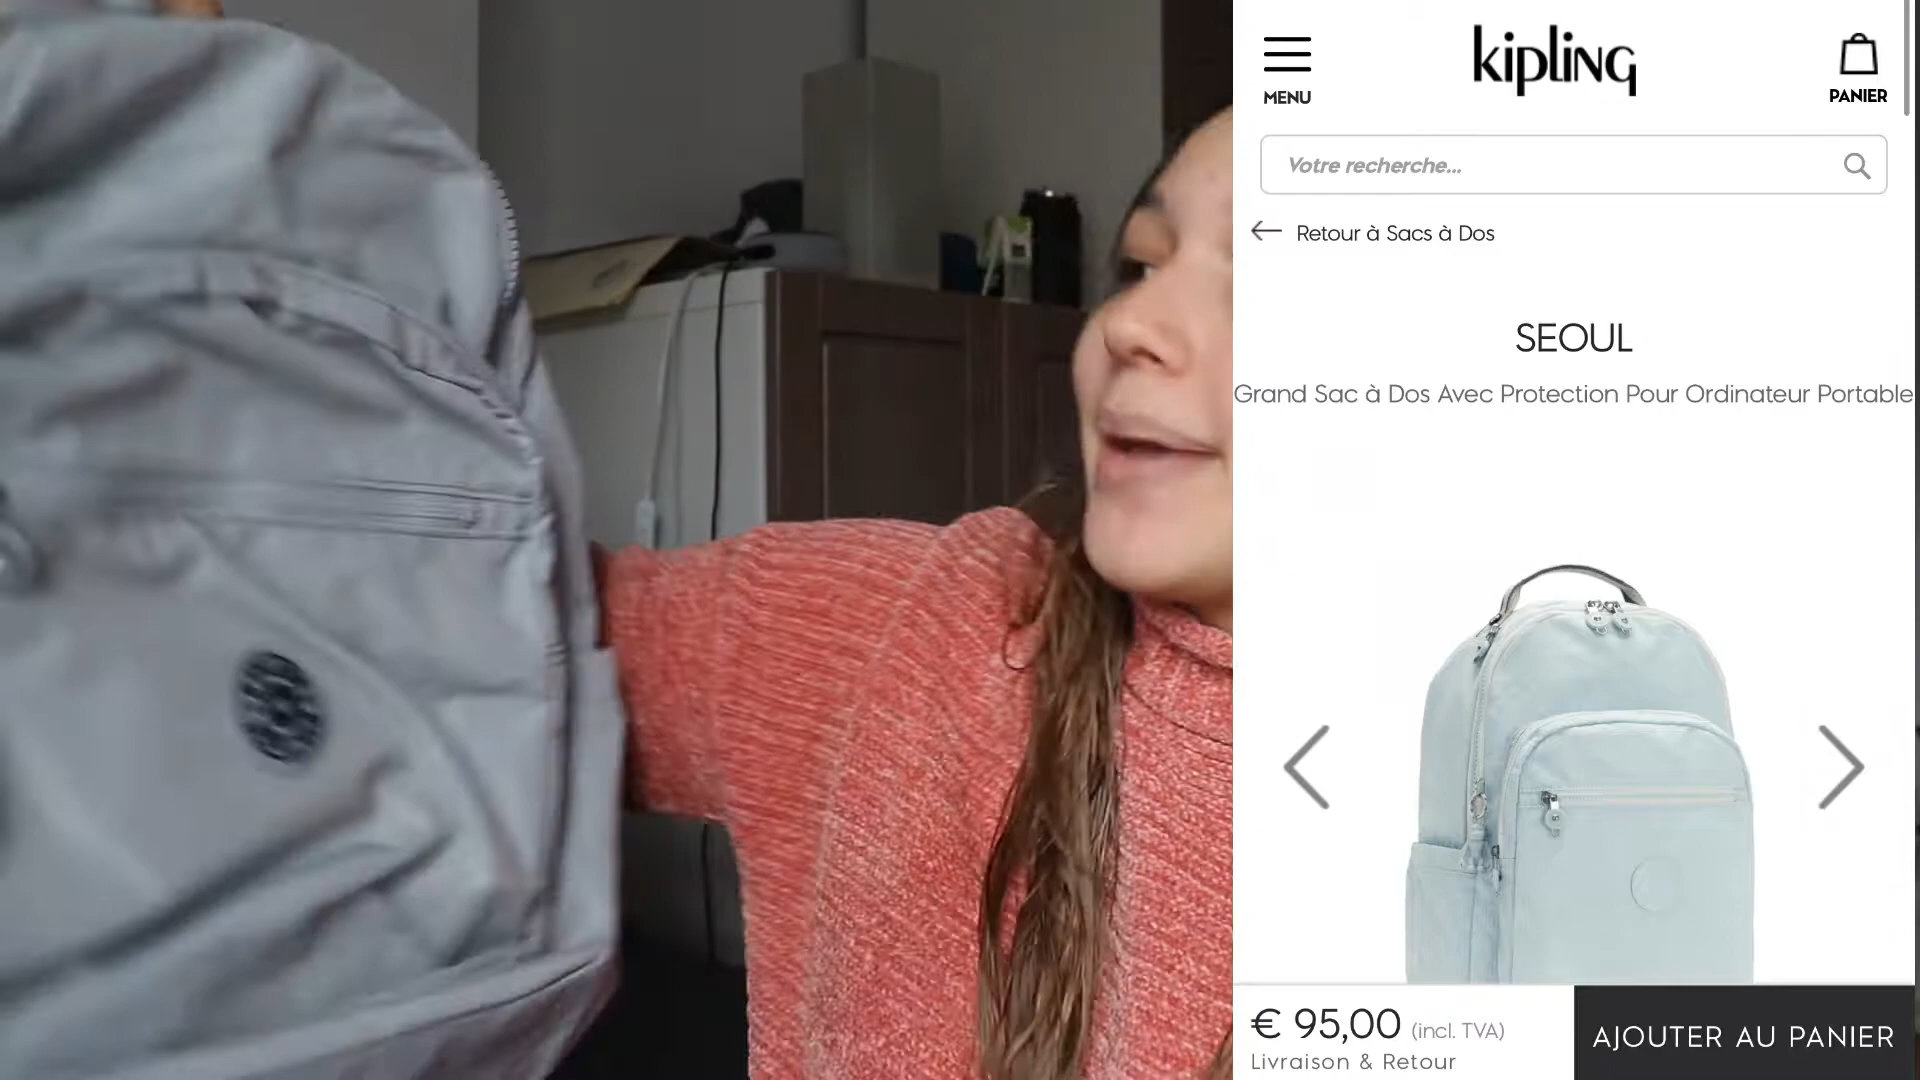 kipling
MENU
PANIER
Votre recherche...
Retour à Sacs à Dos
SEOUL
Grand Sac à Dos Avec Protection Pour Ordinateur Portable
€ 95,00 (incl. TVA)
Livraison & Retour
AJOUTER AU PANIER